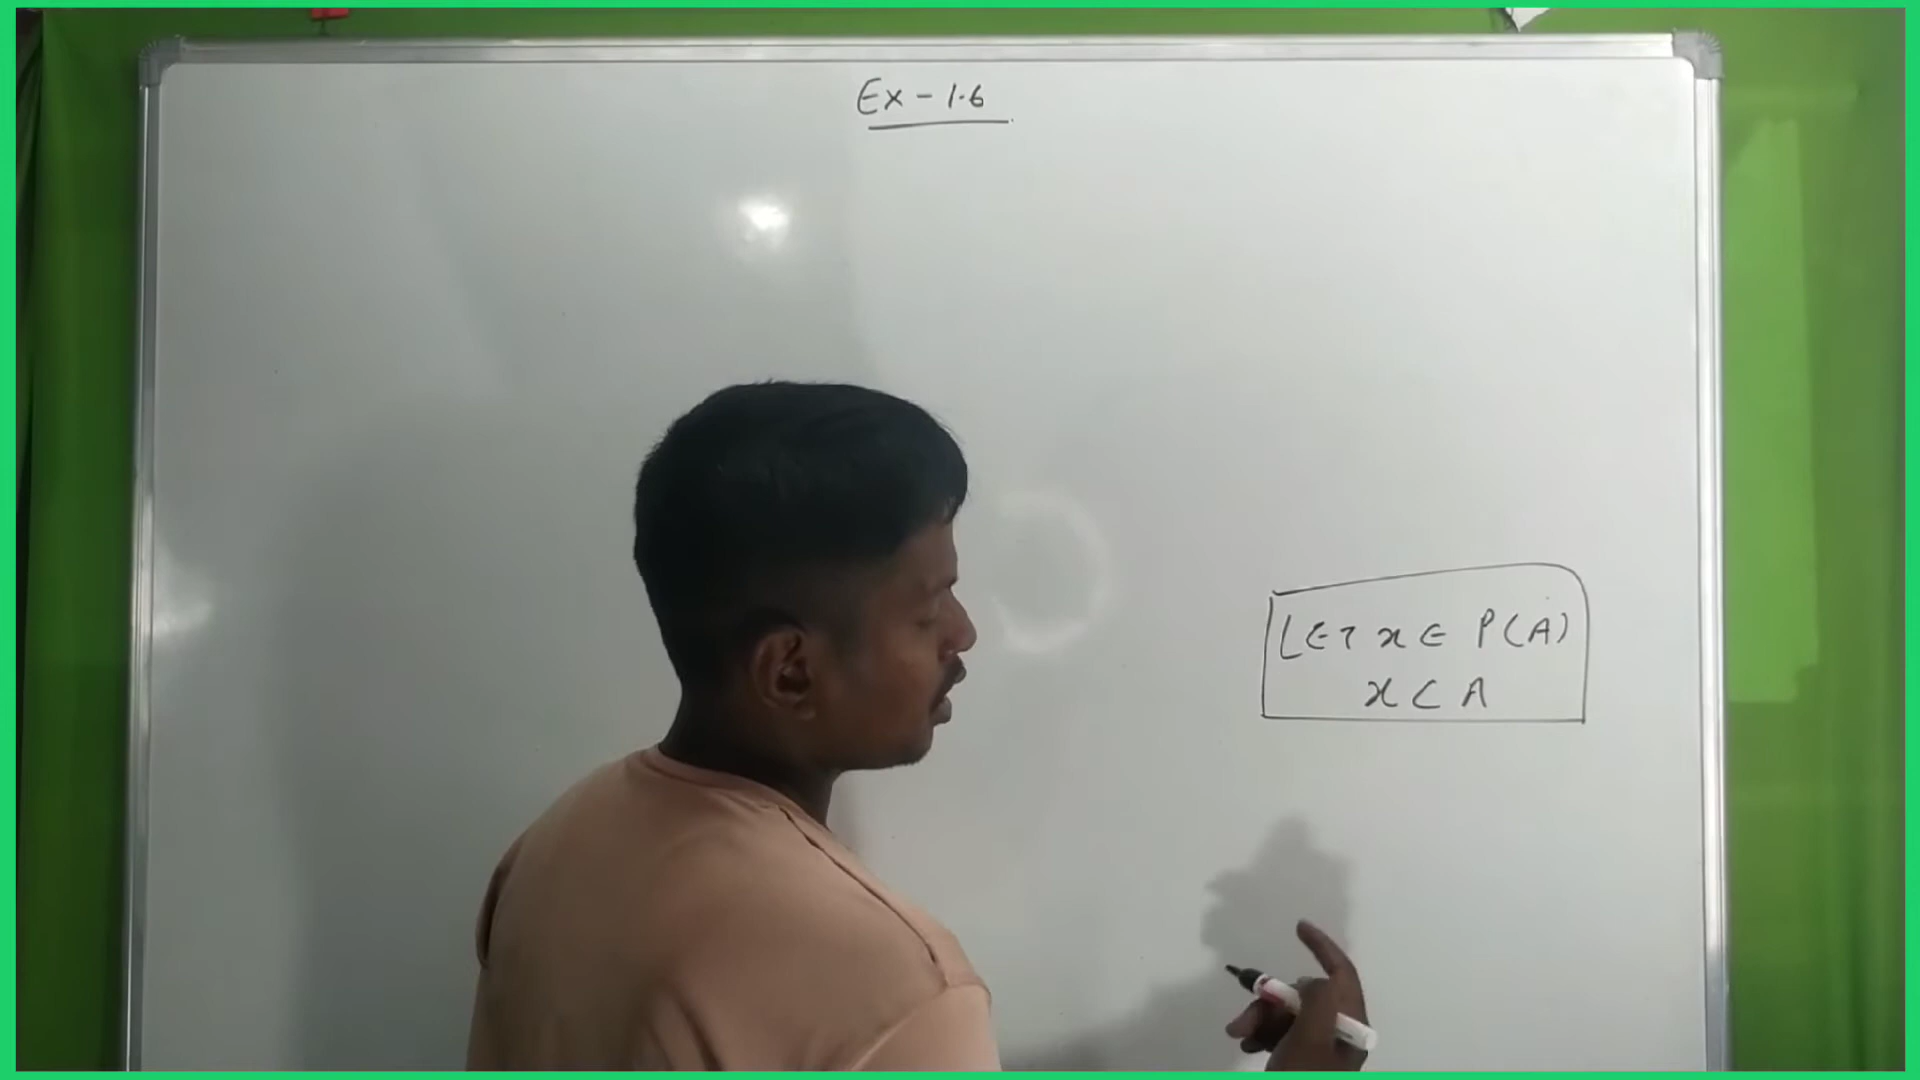 Ex - 1.6
LET x ∈ P(A)
x ⊂ A